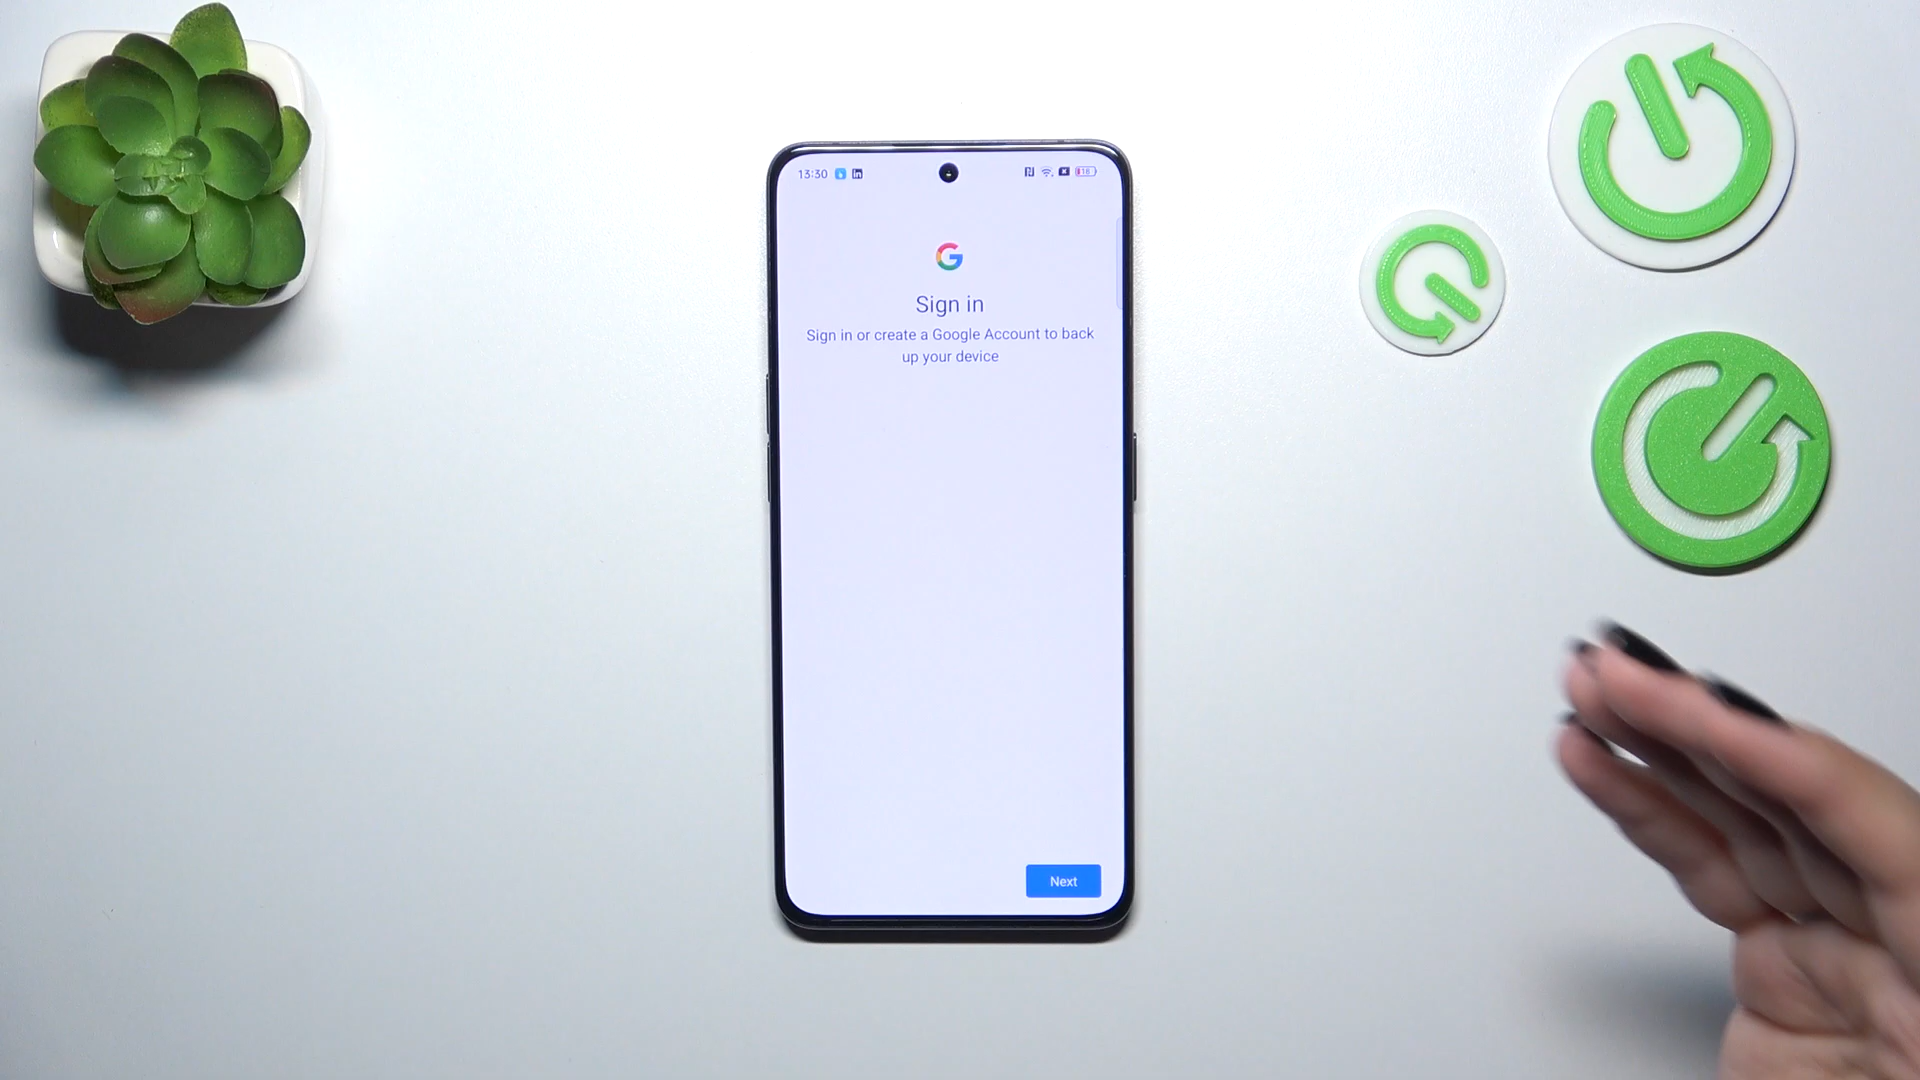 13:30
Sign in
Sign in or create a Google Account to back
up your device
Next